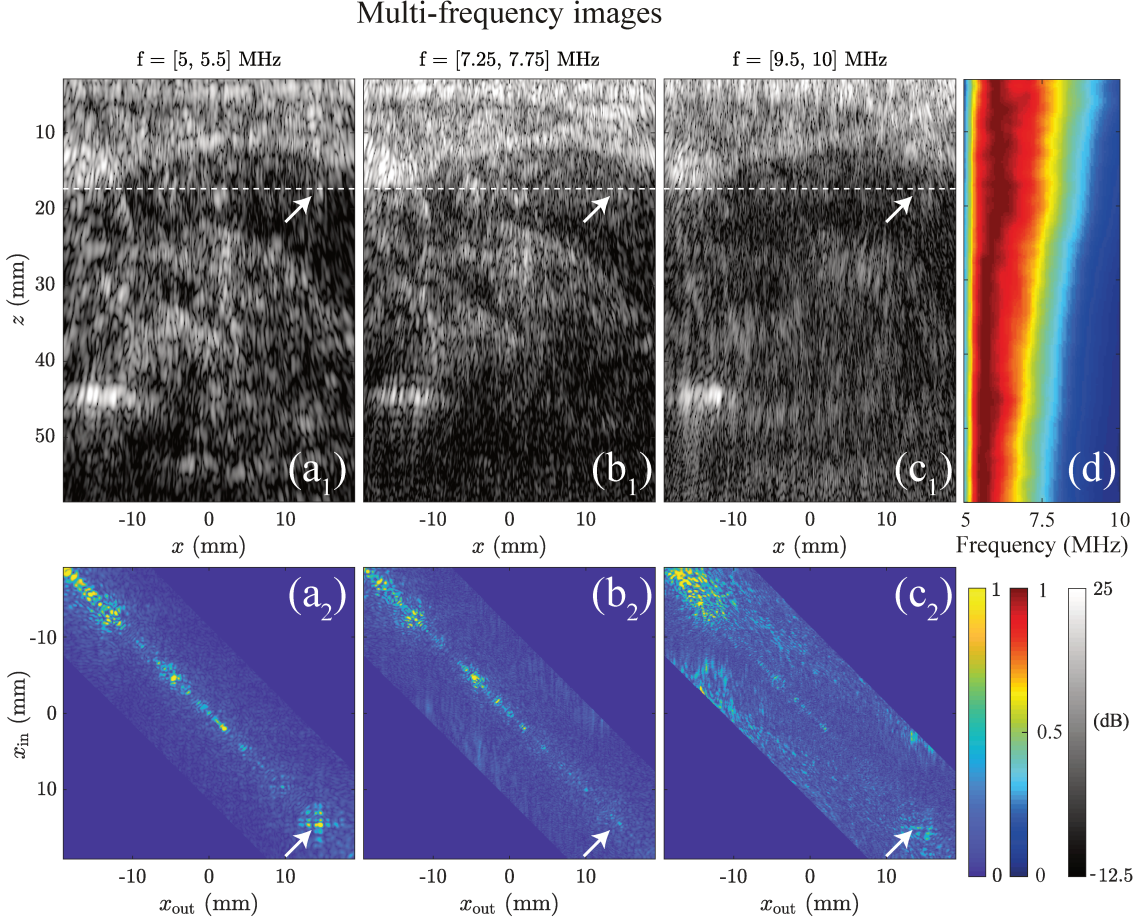 Multi-frequency images
f = [5, 5.5] MHz
f = [7.25, 7.75] MHz
f = [9.5, 10] MHz
10
20
30
40
50
z (mm)
(a1)
(b1)
(c1)
(d)
-10 0 10
-10 0 10
-10 0 10
5 7.5 10
x (mm)
x (mm)
x (mm)
Frequency (MHz)
(a2)
(b2)
(c2)
-10
0
10
xin (mm)
-10 0 10
-10 0 10
-10 0 10
xout (mm)
xout (mm)
xout (mm)
1
0
1
0.5
0
25
(dB)
-12.5